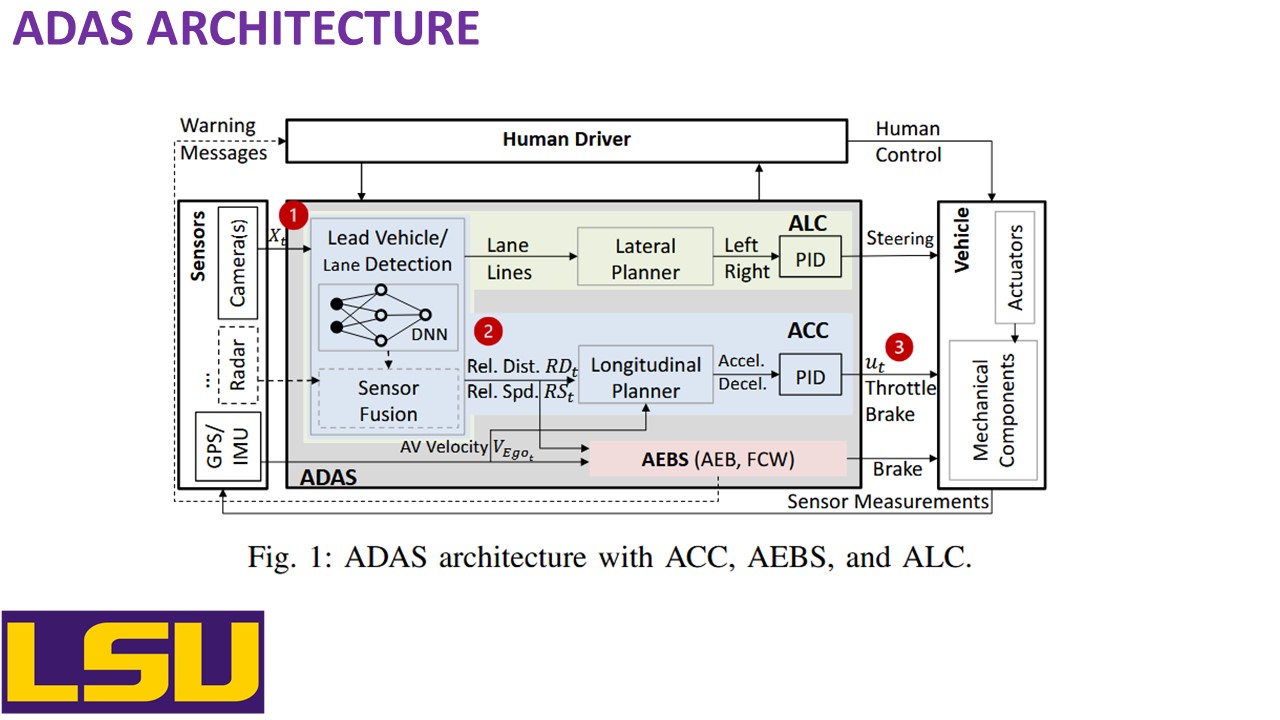 ADAS ARCHITECTURE
Warning
Messages
Human Driver
Human
Control
Sensors
Camera(s)
...
Radar
GPS/
IMU
1
X_t
Lead Vehicle/
Lane Detection
DNN
Sensor
Fusion
Lane
Lines
Lateral
Planner
Left
Right
ALC
PID
Steering
2
Rel. Dist. RD_t
Rel. Spd. RS_t
Longitudinal
Planner
Accel.
Decel.
ACC
PID
3
u_t
Throttle
Brake
AV Velocity V_Ego_t
AEBS (AEB, FCW)
Brake
ADAS
Vehicle
Actuators
Mechanical
Components
Sensor Measurements
Fig. 1: ADAS architecture with ACC, AEBS, and ALC.
LSU